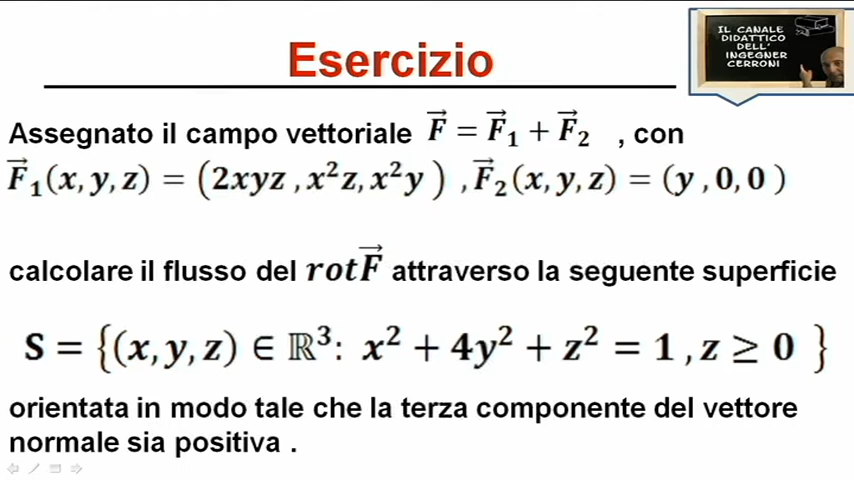 Esercizio
IL CANALE
DIDATTICO
DELL'
INGEGNER
CERRONI
Assegnato il campo vettoriale F⃗ = F⃗₁ + F⃗₂ , con
F⃗₁(x, y, z) = (2xyz , x²z, x²y ) , F⃗₂(x, y, z) = (y , 0, 0 )
calcolare il flusso del rotF⃗ attraverso la seguente superficie
S = {(x, y, z) ∈ ℝ³: x² + 4y² + z² = 1 , z ≥ 0 }
orientata in modo tale che la terza componente del vettore
normale sia positiva .